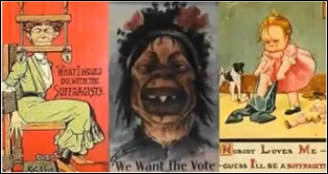 "WHAT I WOULD
DO WITH THE
SUFFRAGISTS.
"We Want the Vote
NOBODY LOVES ME —
GUESS I'LL BE A SUFFRAGETTE